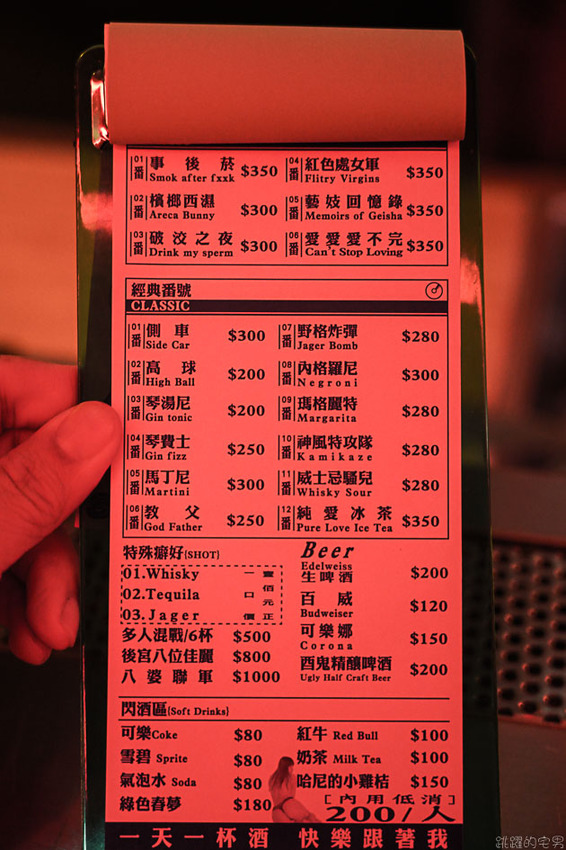 01番 事後菸 $350
Smok after fxxk
02番 檳榔西濕 $300
Areca Bunny
03番 破汶之夜 $300
Drink my sperm
04番 紅色處女軍 $350
Flitry Virgins
05番 藝妓回憶錄 $350
Memoirs of Geisha
06番 愛愛愛不完 $350
Can't Stop Loving
經典番號
CLASSIC
01番 側車 $300
Side Car
02番 高球 $200
High Ball
03番 琴湯尼 $200
Gin tonic
04番 琴費士 $250
Gin fizz
05番 馬丁尼 $300
Martini
06番 教父 $250
God Father
07番 野格炸彈 $280
Jager Bomb
08番 內格羅尼 $300
Negroni
09番 瑪格麗特 $280
Margarita
10番 神風特攻隊 $280
Kamikaze
11番 威士忌騷兒 $280
Whisky Sour
12番 純愛冰茶 $350
Pure Love Ice Tea
特殊癖好(SHOT)
01.Whisky
02.Tequila
03.Jager
一口價
壹佰元正
多人混戰/6杯 $500
後宮八位佳麗 $800
八婆聯軍 $1000
Beer
Edelweiss
生啤酒 $200
百威 $120
Budweiser
可樂娜 $150
Corona
酉鬼精釀啤酒 $200
Ugly Half Craft Beer
閃酒區(Soft Drinks)
可樂Coke $80
雪碧 Sprite $80
氣泡水 Soda $80
綠色春夢 $180
紅牛 Red Bull $100
奶茶 Milk Tea $100
哈尼的小雞桔 $150
[內用低消]
200/人
一天一杯酒 快樂跟著我
跳躍的宅男